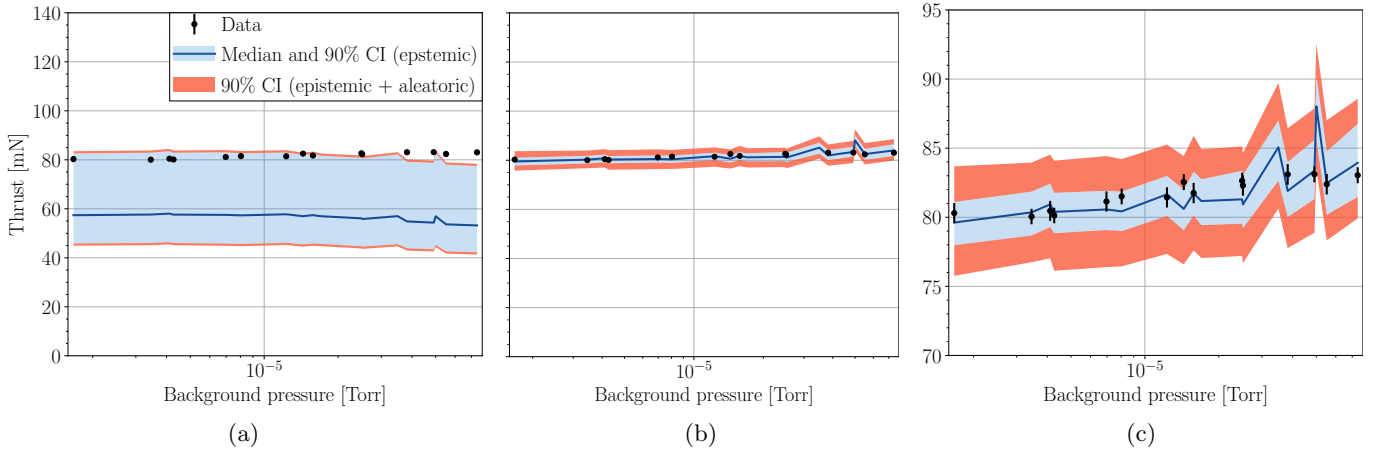 Data
Median and 90% CI (epstemic)
90% CI (epistemic + aleatoric)
Thrust [mN]
140
120
100
80
60
40
20
0
10⁻⁵
Background pressure [Torr]
(a)
10⁻⁵
Background pressure [Torr]
(b)
95
90
85
80
75
70
10⁻⁵
Background pressure [Torr]
(c)